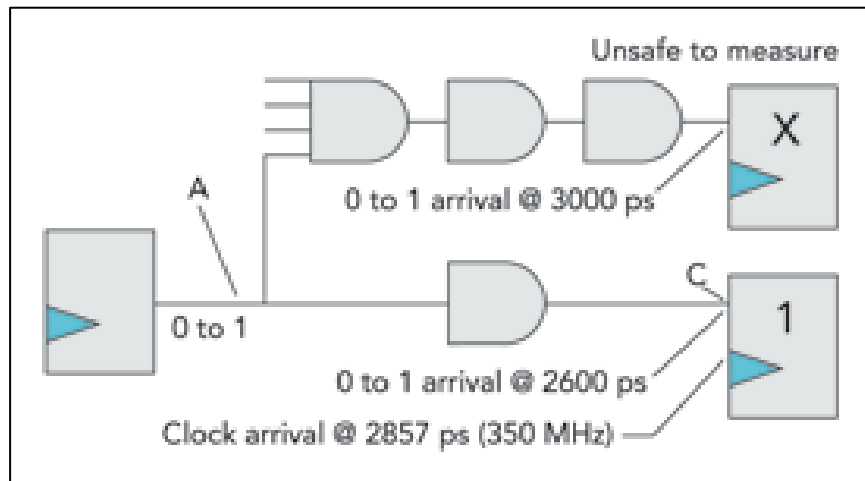 Unsafe to measure
X
A
0 to 1 arrival @ 3000 ps
C
0 to 1
1
0 to 1 arrival @ 2600 ps
Clock arrival @ 2857 ps (350 MHz)